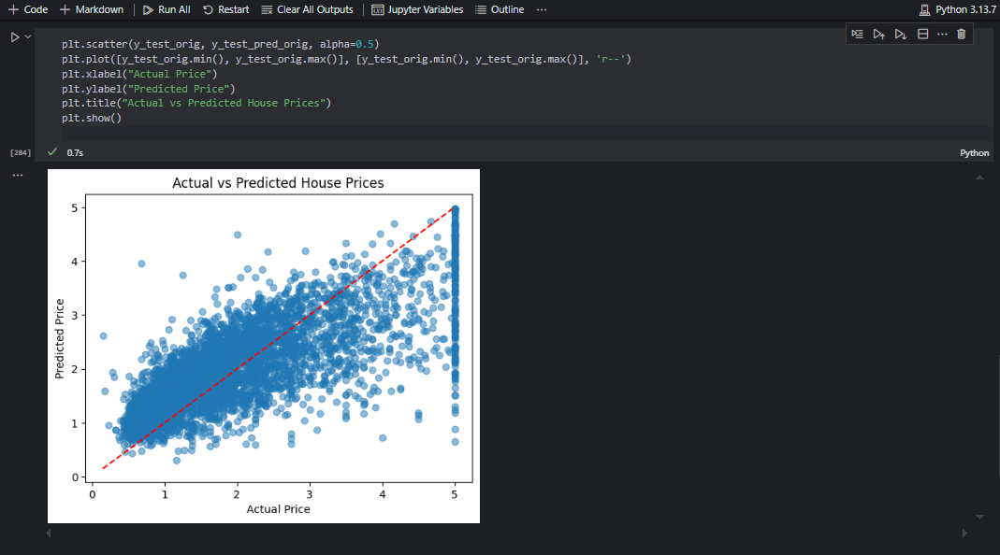 Code
Markdown
Run All
Restart
Clear All Outputs
Jupyter Variables
Outline
...
Python 3.13.7
plt.scatter(y_test_orig, y_test_pred_orig, alpha=0.5)
plt.plot([y_test_orig.min(), y_test_orig.max()], [y_test_orig.min(), y_test_orig.max()], 'r--')
plt.xlabel("Actual Price")
plt.ylabel("Predicted Price")
plt.title("Actual vs Predicted House Prices")
plt.show()
[284]
0.7s
Python
...
Actual vs Predicted House Prices
5
4
3
2
1
0
Predicted Price
0 1 2 3 4 5
Actual Price